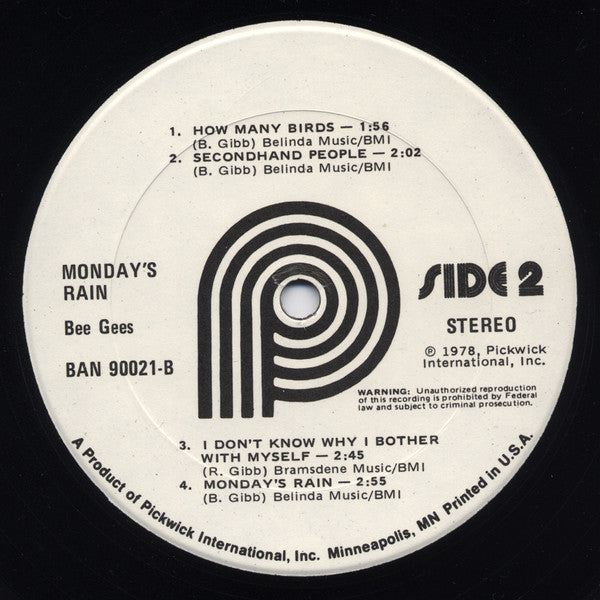 1. HOW MANY BIRDS — 1:56
(B. Gibb) Belinda Music/BMI
2. SECONDHAND PEOPLE — 2:02
(B. Gibb) Belinda Music/BMI
MONDAY'S
RAIN
Bee Gees
BAN 90021-B
SIDE 2
STEREO
℗ 1978, Pickwick
International, Inc.
WARNING: Unauthorized reproduction
of this recording is prohibited by Federal
law and subject to criminal prosecution.
3. I DON'T KNOW WHY I BOTHER
WITH MYSELF — 2:45
(R. Gibb) Bramsdene Music/BMI
4. MONDAY'S RAIN — 2:55
(B. Gibb) Belinda Music/BMI
A Product of Pickwick International, Inc. Minneapolis, MN Printed in U.S.A.